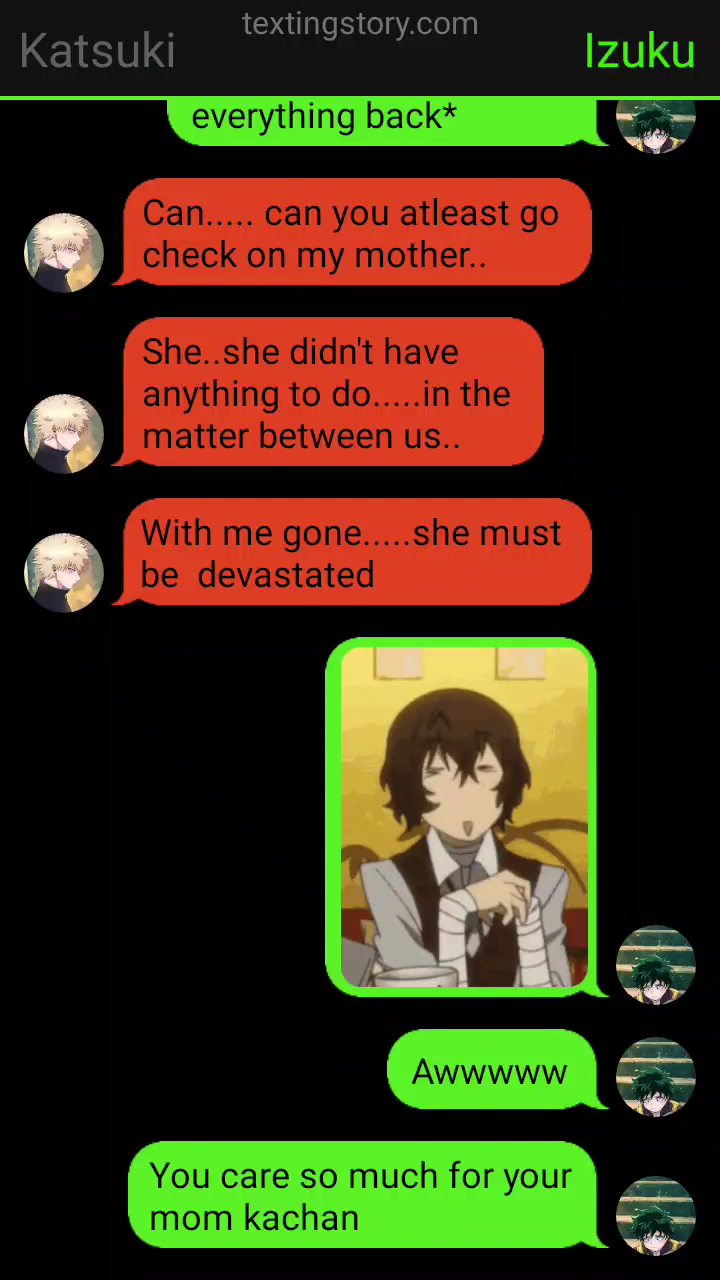 textingstory.com
Katsuki
Izuku
everything back*
Can..... can you atleast go
check on my mother..
She..she didn't have
anything to do.....in the
matter between us..
With me gone.....she must
be  devastated
Awwwww
You care so much for your
mom kachan